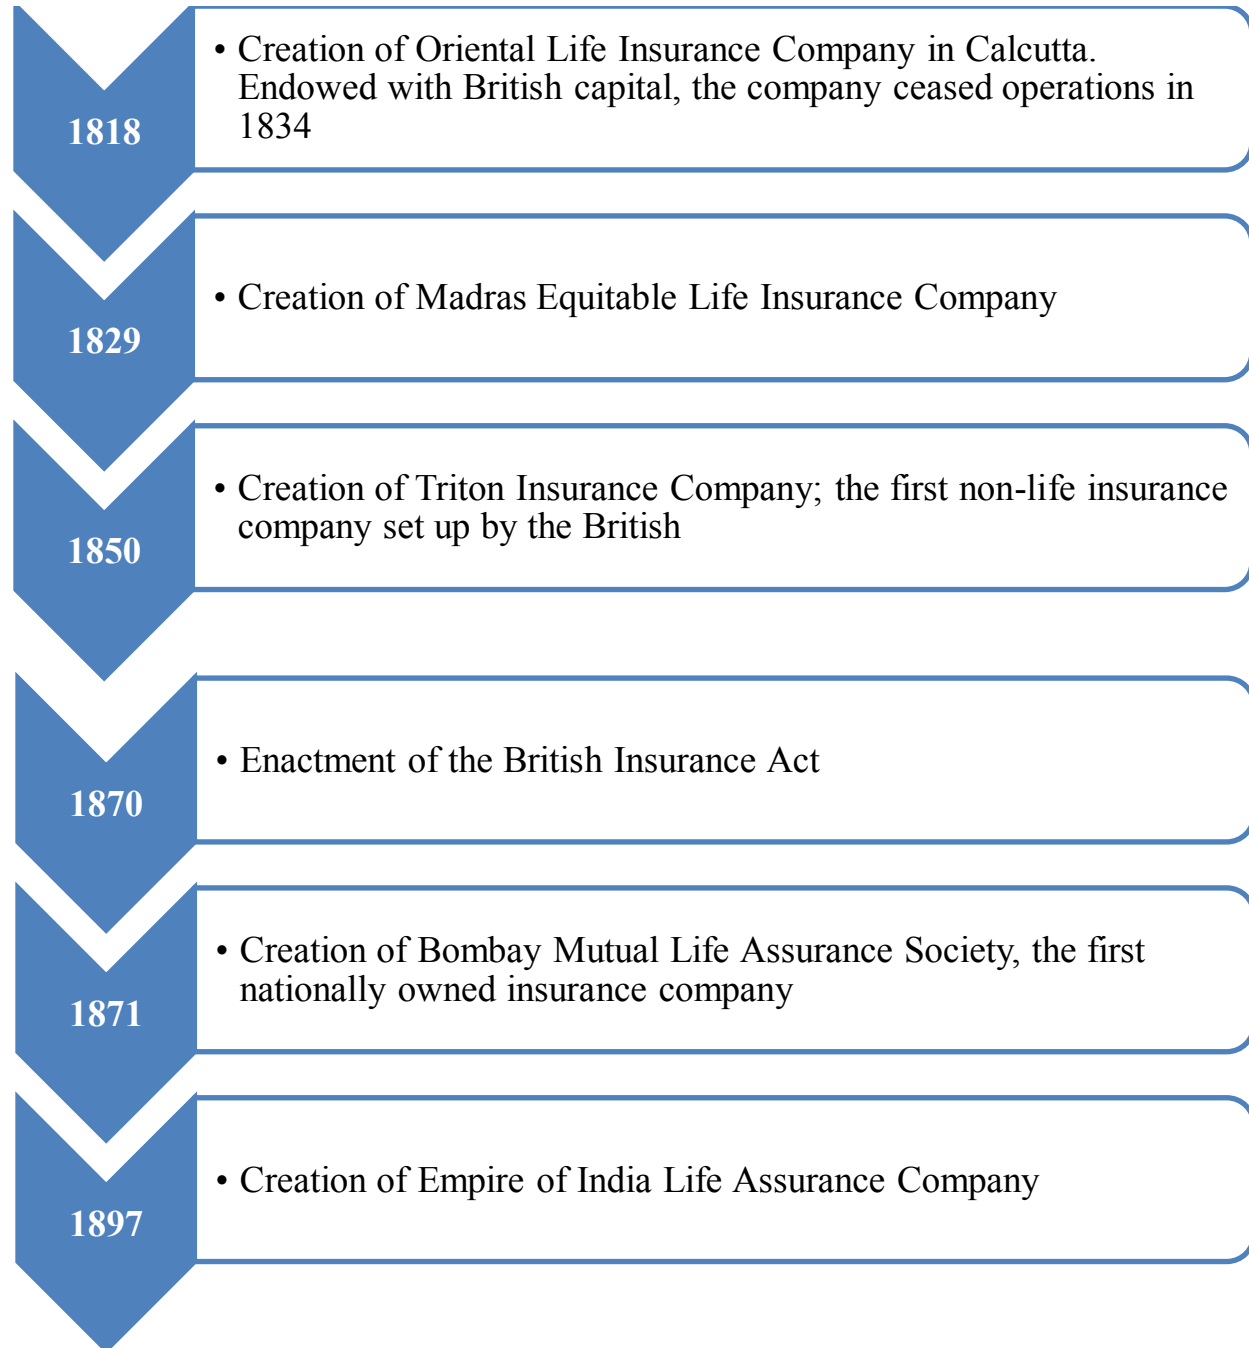 1818
• Creation of Oriental Life Insurance Company in Calcutta.
Endowed with British capital, the company ceased operations in
1834
1829
• Creation of Madras Equitable Life Insurance Company
1850
• Creation of Triton Insurance Company; the first non-life insurance
company set up by the British
1870
• Enactment of the British Insurance Act
1871
• Creation of Bombay Mutual Life Assurance Society, the first
nationally owned insurance company
1897
• Creation of Empire of India Life Assurance Company